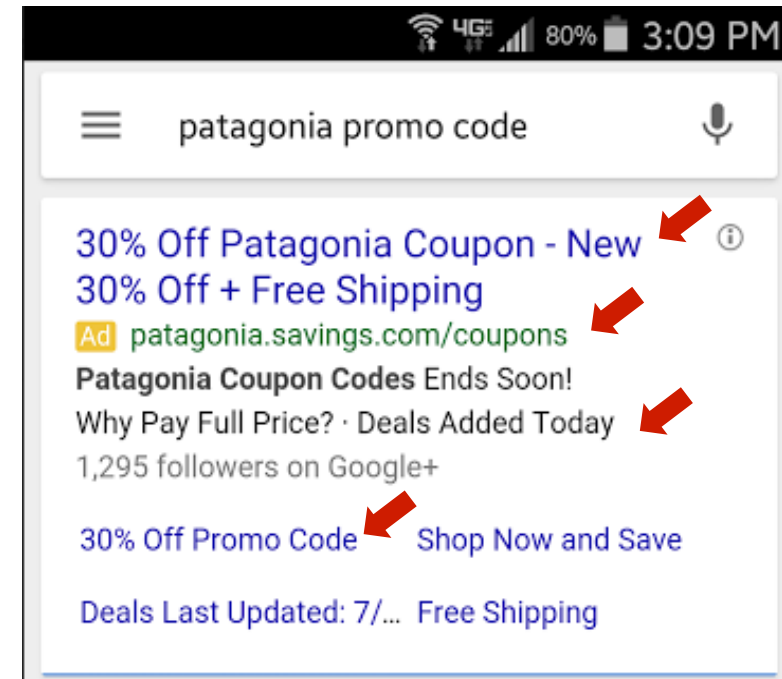 4G 80% 3:09 PM
patagonia promo code
30% Off Patagonia Coupon - New
30% Off + Free Shipping
Ad patagonia.savings.com/coupons
Patagonia Coupon Codes Ends Soon!
Why Pay Full Price? · Deals Added Today
1,295 followers on Google+
30% Off Promo Code Shop Now and Save
Deals Last Updated: 7/... Free Shipping